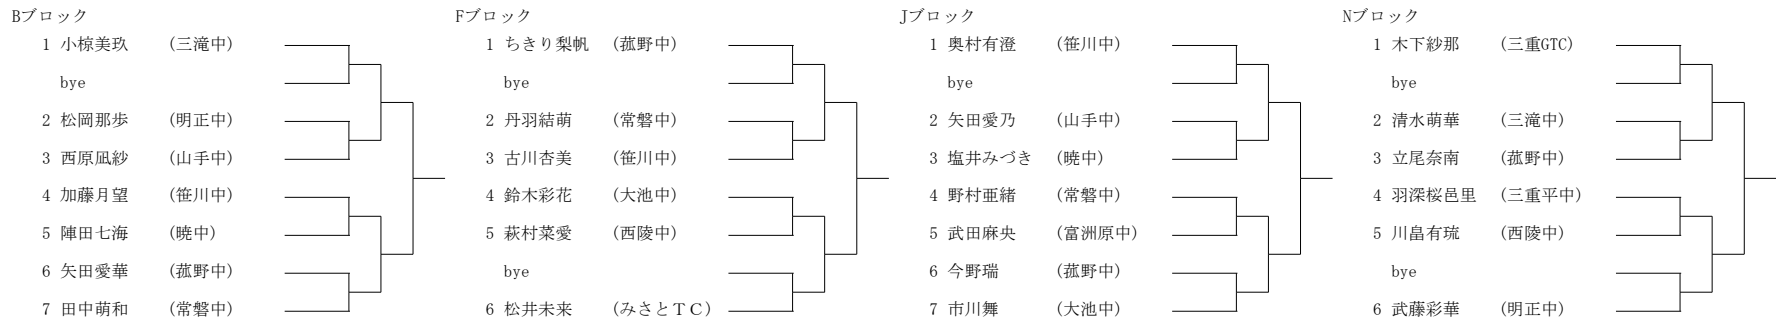 Bブロック
1 小椋美玖 (三滝中)
bye
2 松岡那歩 (明正中)
3 西原凪紗 (山手中)
4 加藤月望 (笹川中)
5 陣田七海 (暁中)
6 矢田愛華 (菰野中)
7 田中萌和 (常磐中)
Fブロック
1 ちきり梨帆 (菰野中)
bye
2 丹羽結萌 (常磐中)
3 古川杏美 (笹川中)
4 鈴木彩花 (大池中)
5 萩村菜愛 (西陵中)
bye
6 松井未来 (みさとＴＣ)
Jブロック
1 奥村有澄 (笹川中)
bye
2 矢田愛乃 (山手中)
3 塩井みづき (暁中)
4 野村亜緒 (常磐中)
5 武田麻央 (富洲原中)
6 今野瑞 (菰野中)
7 市川舞 (大池中)
Nブロック
1 木下紗那 (三重GTC)
bye
2 清水萌華 (三滝中)
3 立尾奈南 (菰野中)
4 羽深桜邑里 (三重平中)
5 川畠有琉 (西陵中)
bye
6 武藤彩華 (明正中)